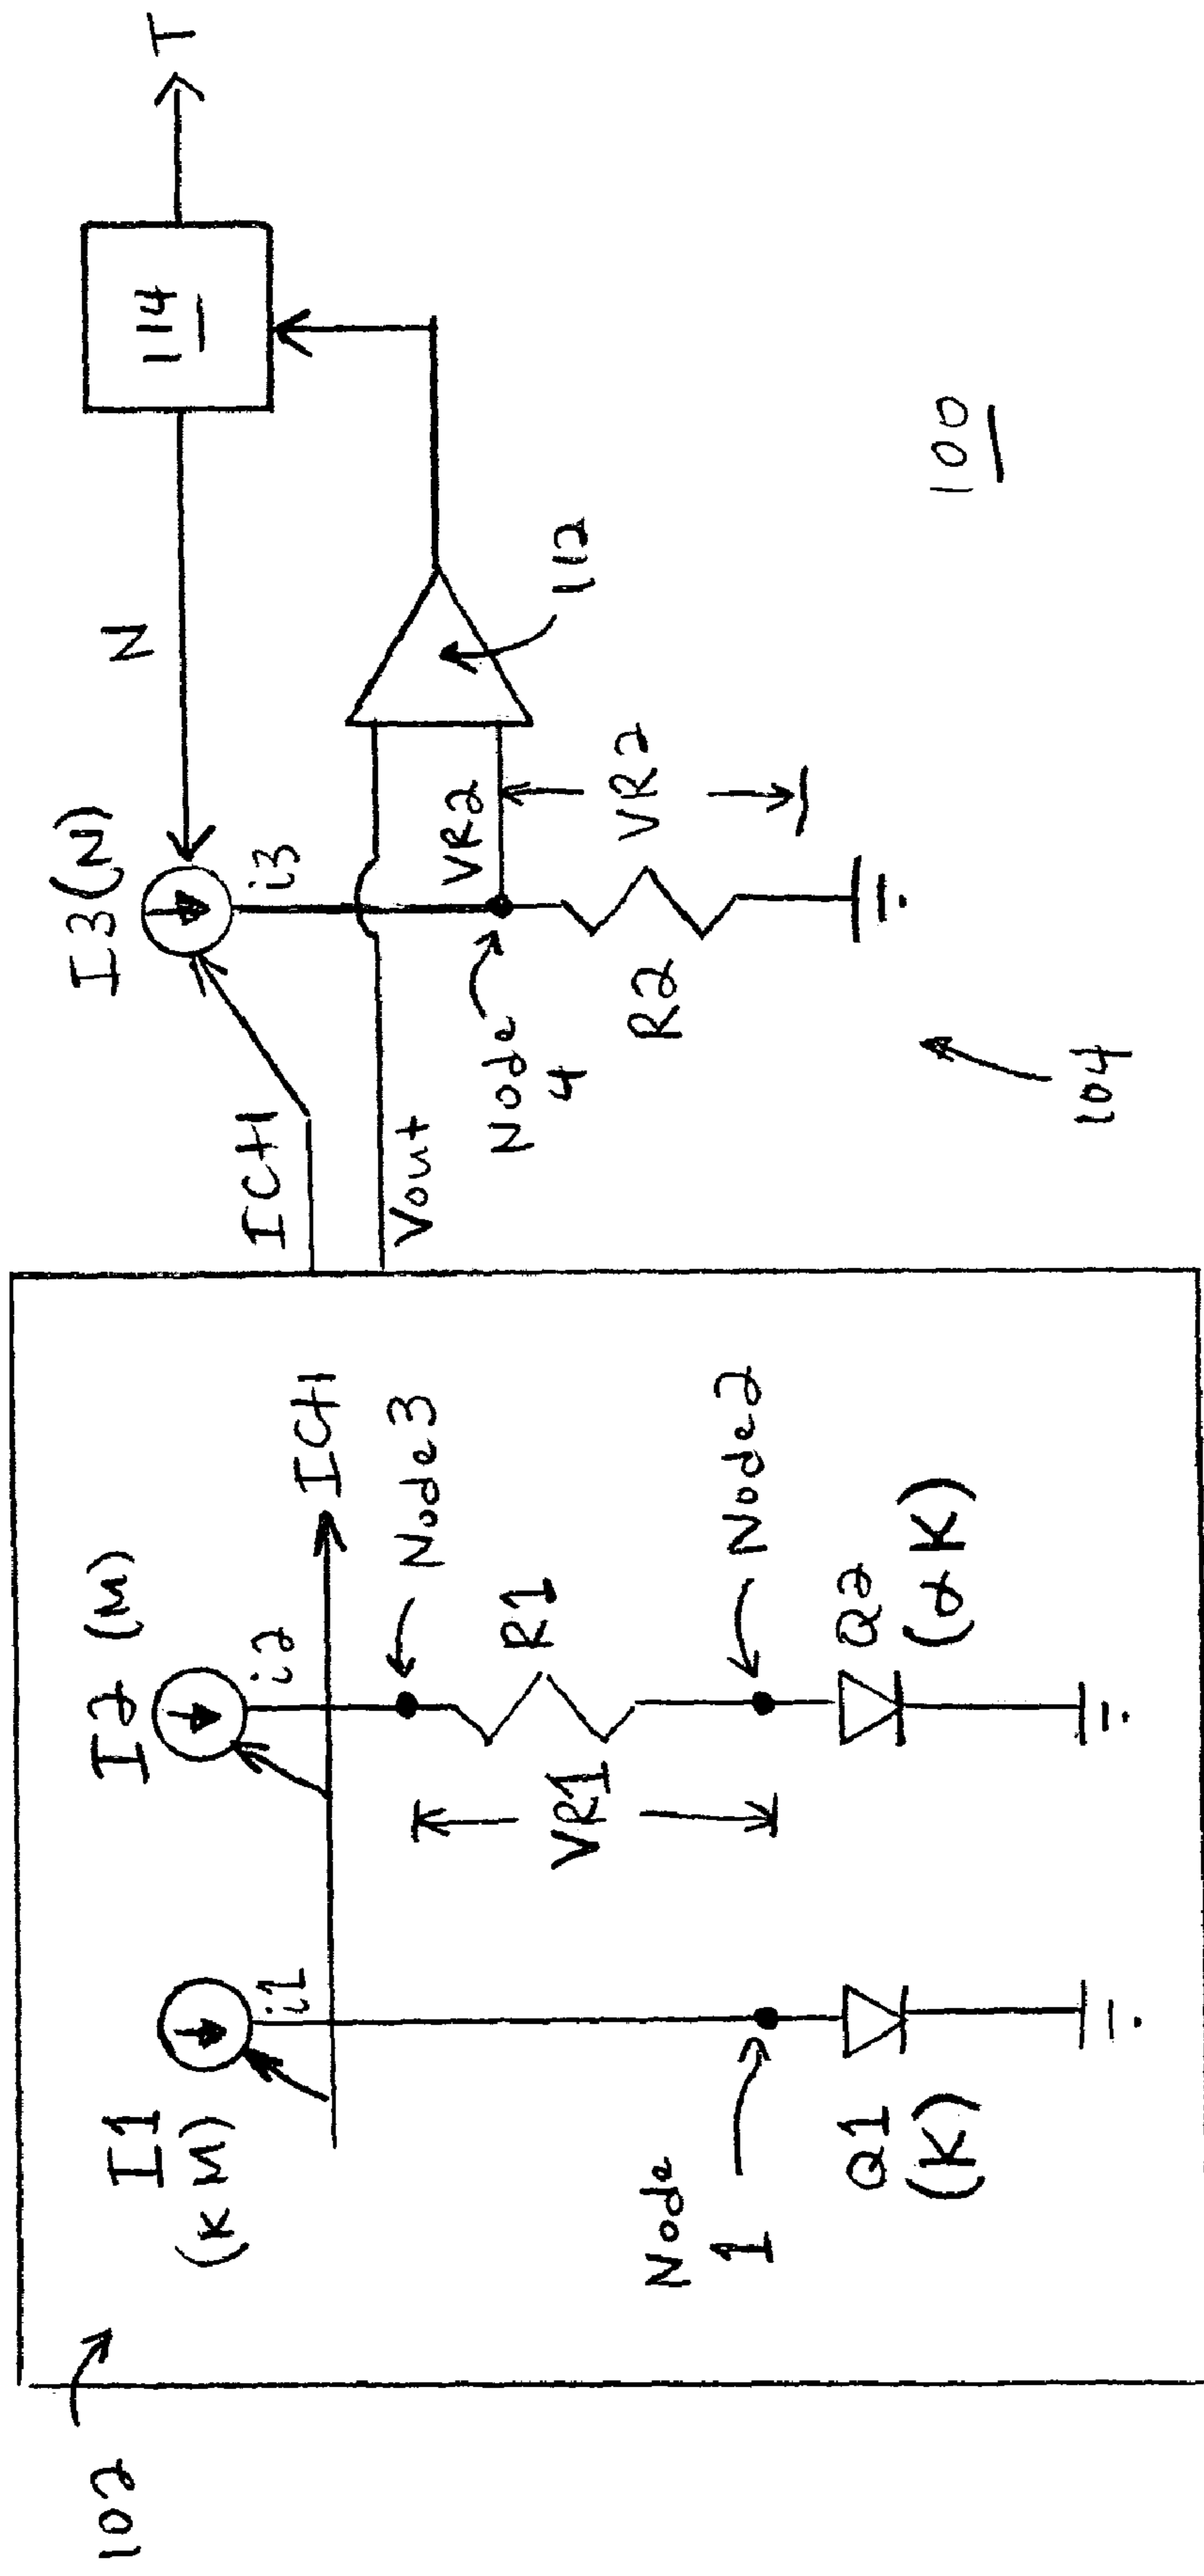 102
I1
(K M)
i1
I2 (M)
i2
ICH
Node 3
R1
VR1
Node 2
Node
1
Q1
(K)
Q2
(αK)
ICH
Vout
I3(N)
i3
N
114
T
VR2
VR2
Node
4
R2
112
104
100